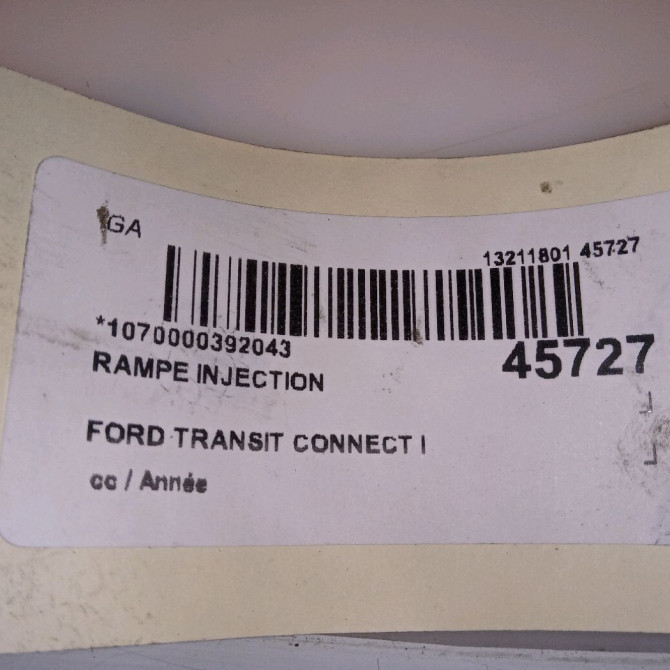 GA
13211801 45727
*1070000392043
45727
RAMPE INJECTION
FORD TRANSIT CONNECT I
cc / Année